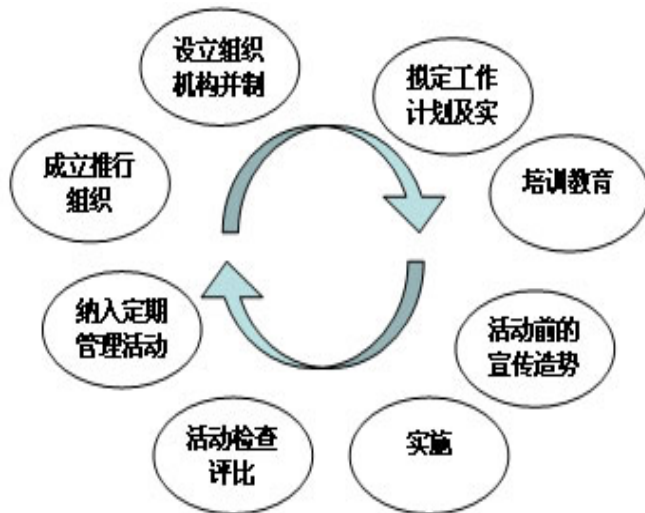 设立组织
机构并制
拟定工作
计划及实
培训教育
活动前的
宣传造势
实施
活动检查
评比
纳入定期
管理活动
成立推行
组织